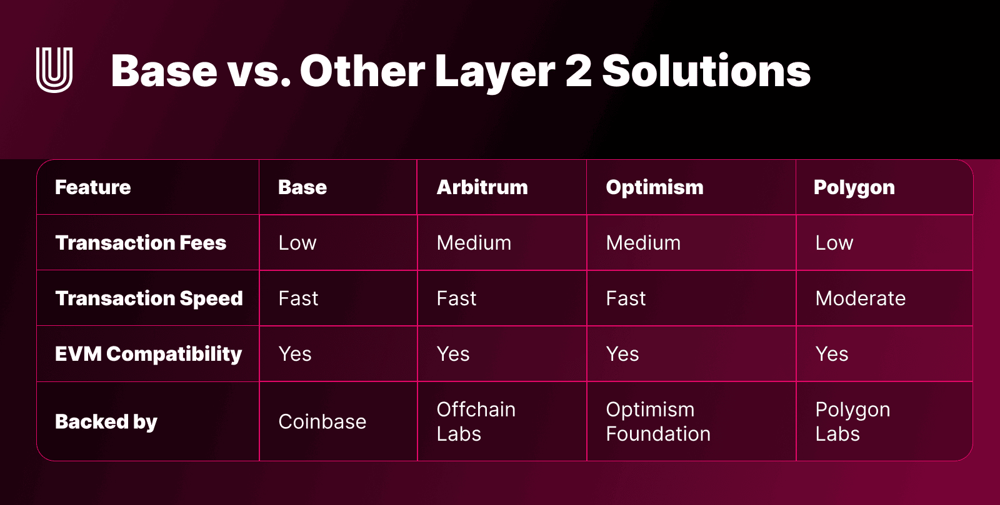 Base vs. Other Layer 2 Solutions
Feature Base Arbitrum Optimism Polygon
Transaction Fees Low Medium Medium Low
Transaction Speed Fast Fast Fast Moderate
EVM Compatibility Yes Yes Yes Yes
Backed by Coinbase Offchain Labs Optimism Foundation Polygon Labs